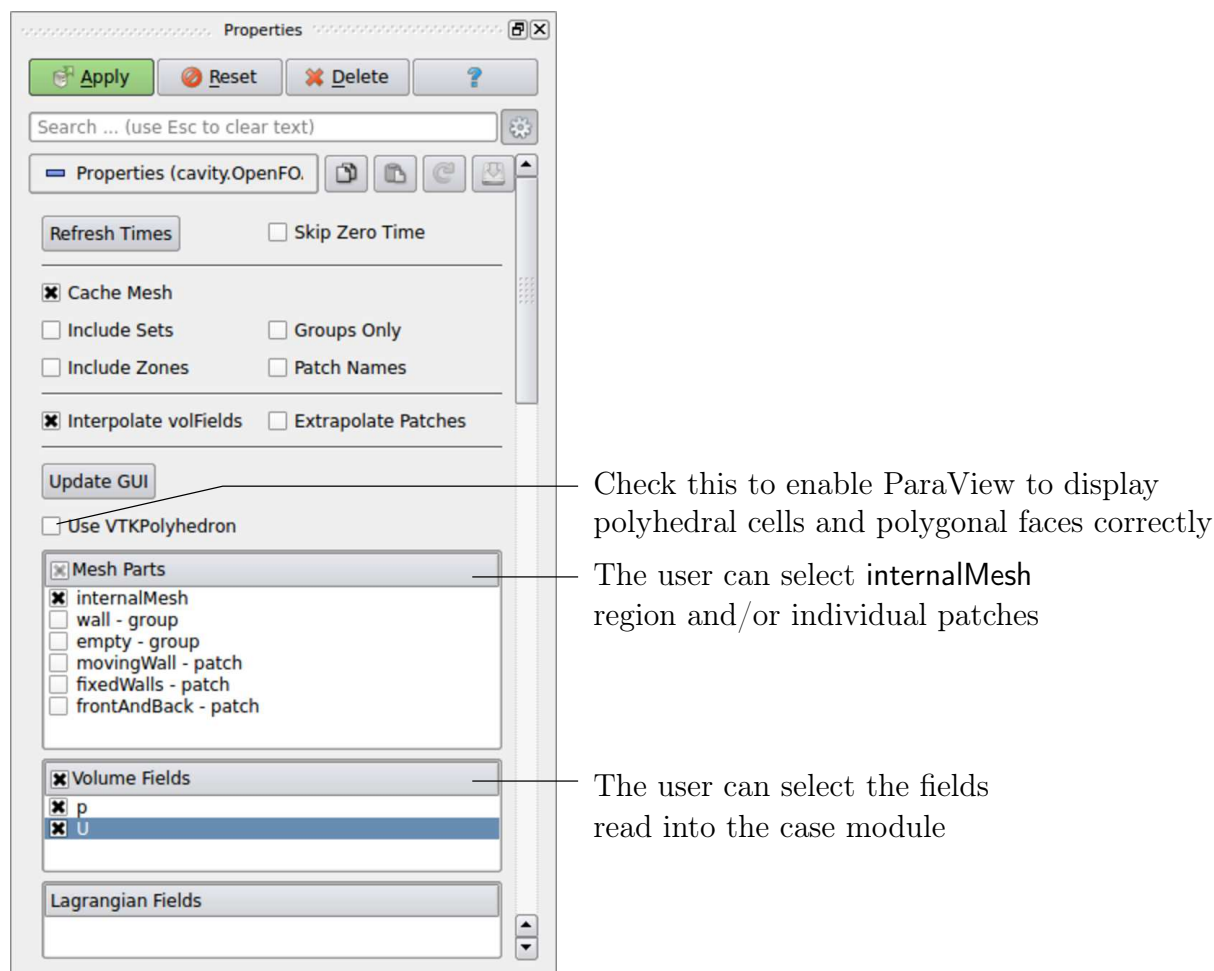 Properties
Apply Reset Delete ?
Search ... (use Esc to clear text)
Properties (cavity.OpenFO.
Refresh Times Skip Zero Time
Cache Mesh
Include Sets Groups Only
Include Zones Patch Names
Interpolate volFields Extrapolate Patches
Update GUI
Use VTKPolyhedron
Check this to enable ParaView to display
polyhedral cells and polygonal faces correctly
Mesh Parts
internalMesh
wall - group
empty - group
movingWall - patch
fixedWalls - patch
frontAndBack - patch
The user can select internalMesh
region and/or individual patches
Volume Fields
p
U
The user can select the fields
read into the case module
Lagrangian Fields